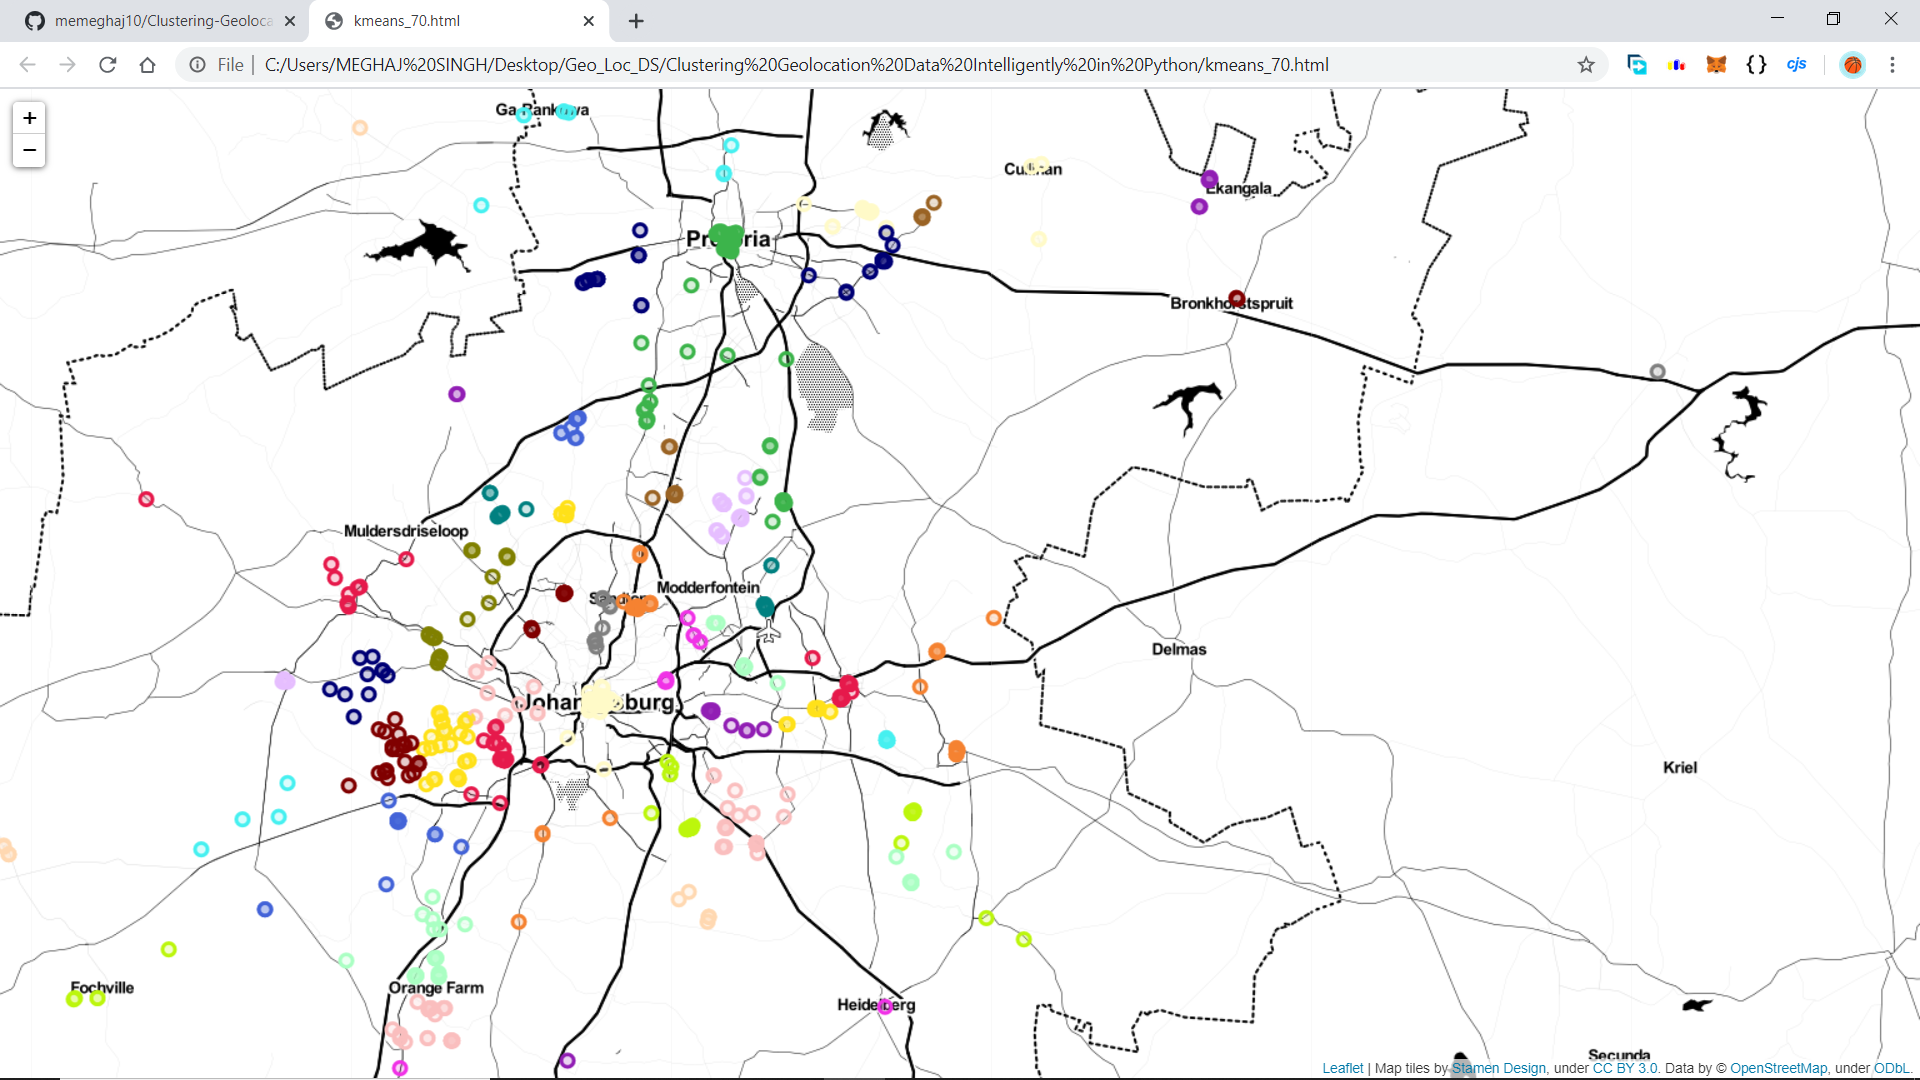 memeghaj10/Clustering-Geoloca
kmeans_70.html
File
C:/Users/MEGHAJ%20SINGH/Desktop/Geo_Loc_DS/Clustering%20Geolocation%20Data%20Intelligently%20in%20Python/kmeans_70.html
{}
cjs
+
−
Cullinan
Ekangala
Pretoria
Bronkhorstspruit
Muldersdriseloop
Modderfontein
Delmas
Johannesburg
Kriel
Fochville
Orange Farm
Heidelberg
Secunda
Leaflet | Map tiles by Stamen Design, under CC BY 3.0. Data by © OpenStreetMap, under ODbL.